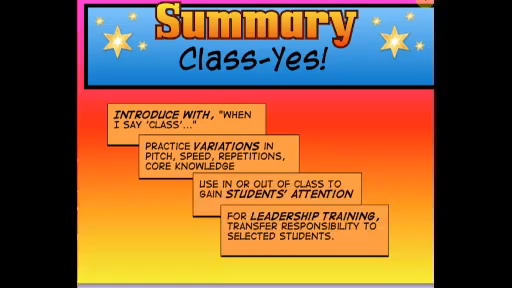 Summary
Class-Yes!
INTRODUCE WITH, "WHEN
I SAY 'CLASS'..."
PRACTICE VARIATIONS IN
PITCH, SPEED, REPETITIONS,
CORE KNOWLEDGE
USE IN OR OUT OF CLASS TO
GAIN STUDENTS' ATTENTION
FOR LEADERSHIP TRAINING,
TRANSFER RESPONSIBILITY TO
SELECTED STUDENTS.